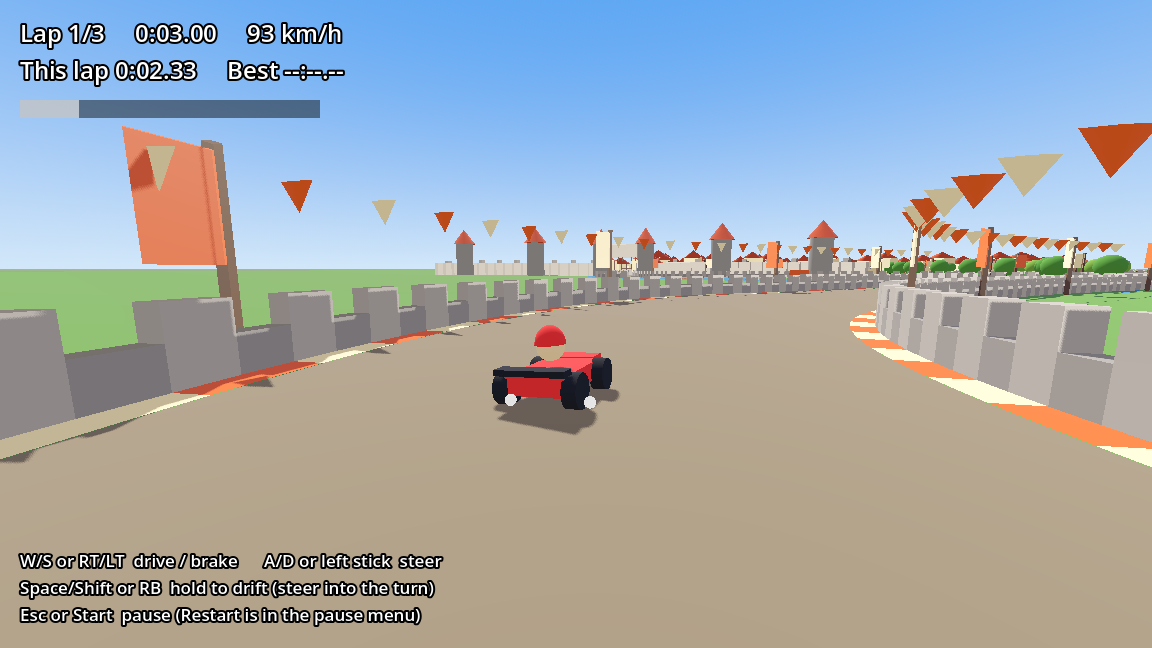 Lap 1/3 0:03.00 93 km/h
This lap 0:02.33 Best --:--.--
W/S or RT/LT drive / brake A/D or left stick steer
Space/Shift or RB hold to drift (steer into the turn)
Esc or Start pause (Restart is in the pause menu)